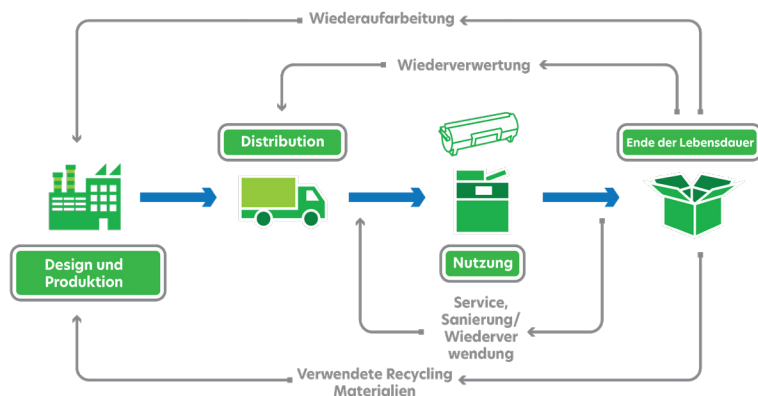 Wiederaufarbeitung
Wiederverwertung
Distribution
Ende der Lebensdauer
Design und
Produktion
Nutzung
Service,
Sanierung/
Wiederver
wendung
Verwendete Recycling
Materialien